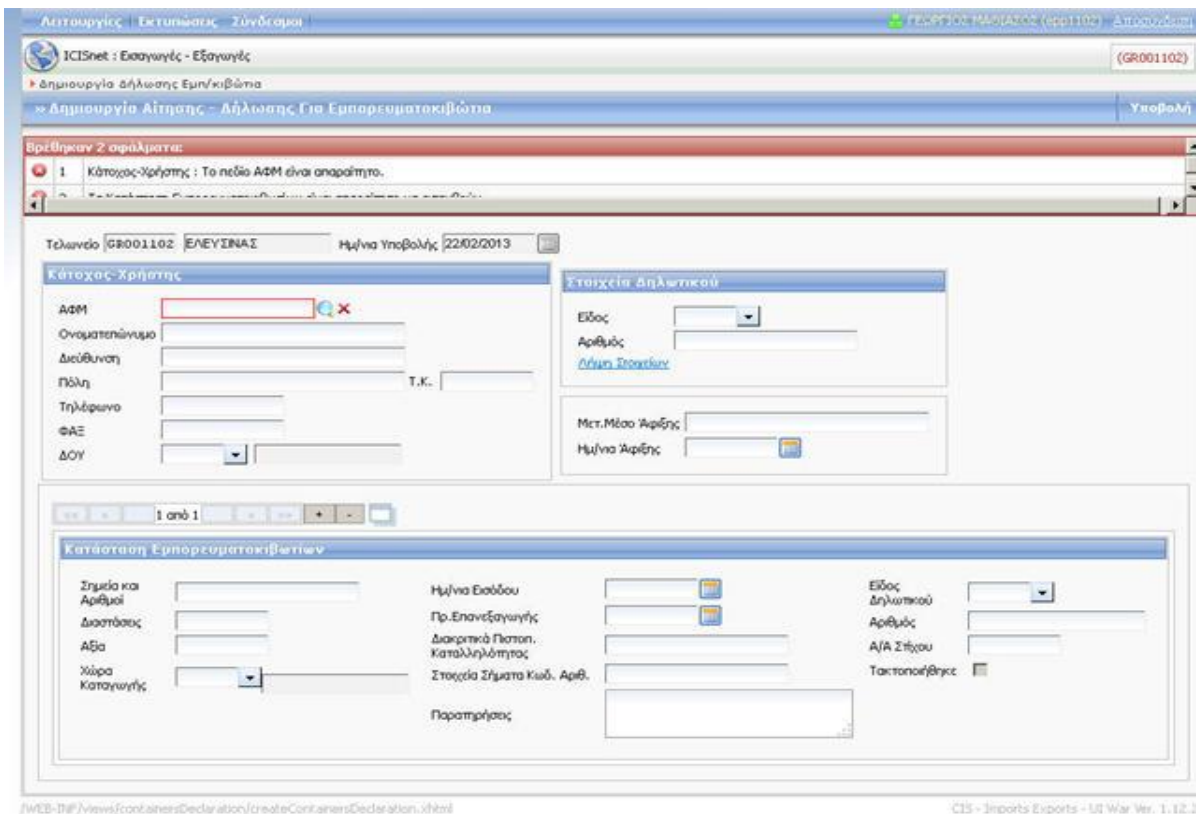 Λειτουργίες Εκτυπώσεις Σύνδεσμοι ΓΕΩΡΓΙΟΣ (epp1102) Αποσύνδεση
ICISnet : Εισαγωγές - Εξαγωγές (GR001102)
Δημιουργία Δήλωσης Εμπ/κιβώτια
» Δημιουργία Αίτησης - Δήλωσης Για Εμπορευματοκιβώτια Υποβολή
Βρέθηκαν 2 σφάλματα:
1 Κάτοχος-Χρήστης : Το πεδίο ΑΦΜ είναι απαραίτητο.
Τελωνείο GR001102 ΕΛΕΥΣΙΝΑΣ Ημ/νια Υποβολής 22/02/2013
Κάτοχος-Χρήστης
ΑΦΜ
Ονοματεπώνυμο
Διεύθυνση
Πόλη Τ.Κ.
Τηλέφωνο
ΦΑΞ
ΔΟΥ
Στοιχεία Δηλωτικού
Είδος
Αριθμός
Λήψη Στοιχείων
Μετ.Μέσο Άφιξης
Ημ/νια Άφιξης
1 από 1 + -
Κατάσταση Εμπορευματοκιβωτίων
Σημεία και
Αριθμοί
Διαστάσεις
Αξία
Χώρα
Καταγωγής
Ημ/νια Εισόδου
Πρ.Επανεξαγωγής
Διακριτικά Πιστοπ.
Καταλληλότητας
Στοιχεία Σήματα Κωδ. Αριθ.
Παρατηρήσεις
Είδος
Δηλωτικού
Αριθμός
Α/Α Στίχου
Τακτοποιήθηκε
/WEB-INF/views/containersDeclaration/createContainersDeclaration.xhtml CIS - Imports Exports - UI War Ver. 1.12.